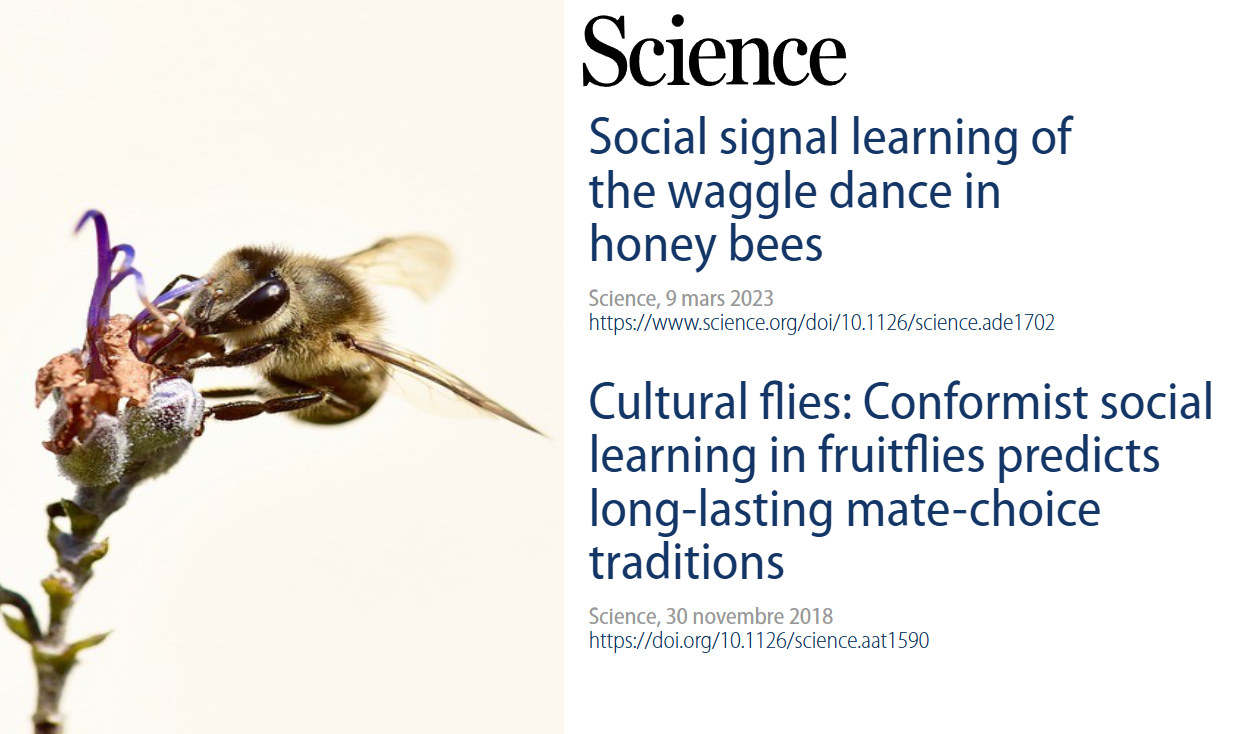 Science
Social signal learning of
the waggle dance in
honey bees
Science, 9 mars 2023
https://www.science.org/doi/10.1126/science.ade1702
Cultural flies: Conformist social
learning in fruitflies predicts
long-lasting mate-choice
traditions
Science, 30 novembre 2018
https://doi.org/10.1126/science.aat1590